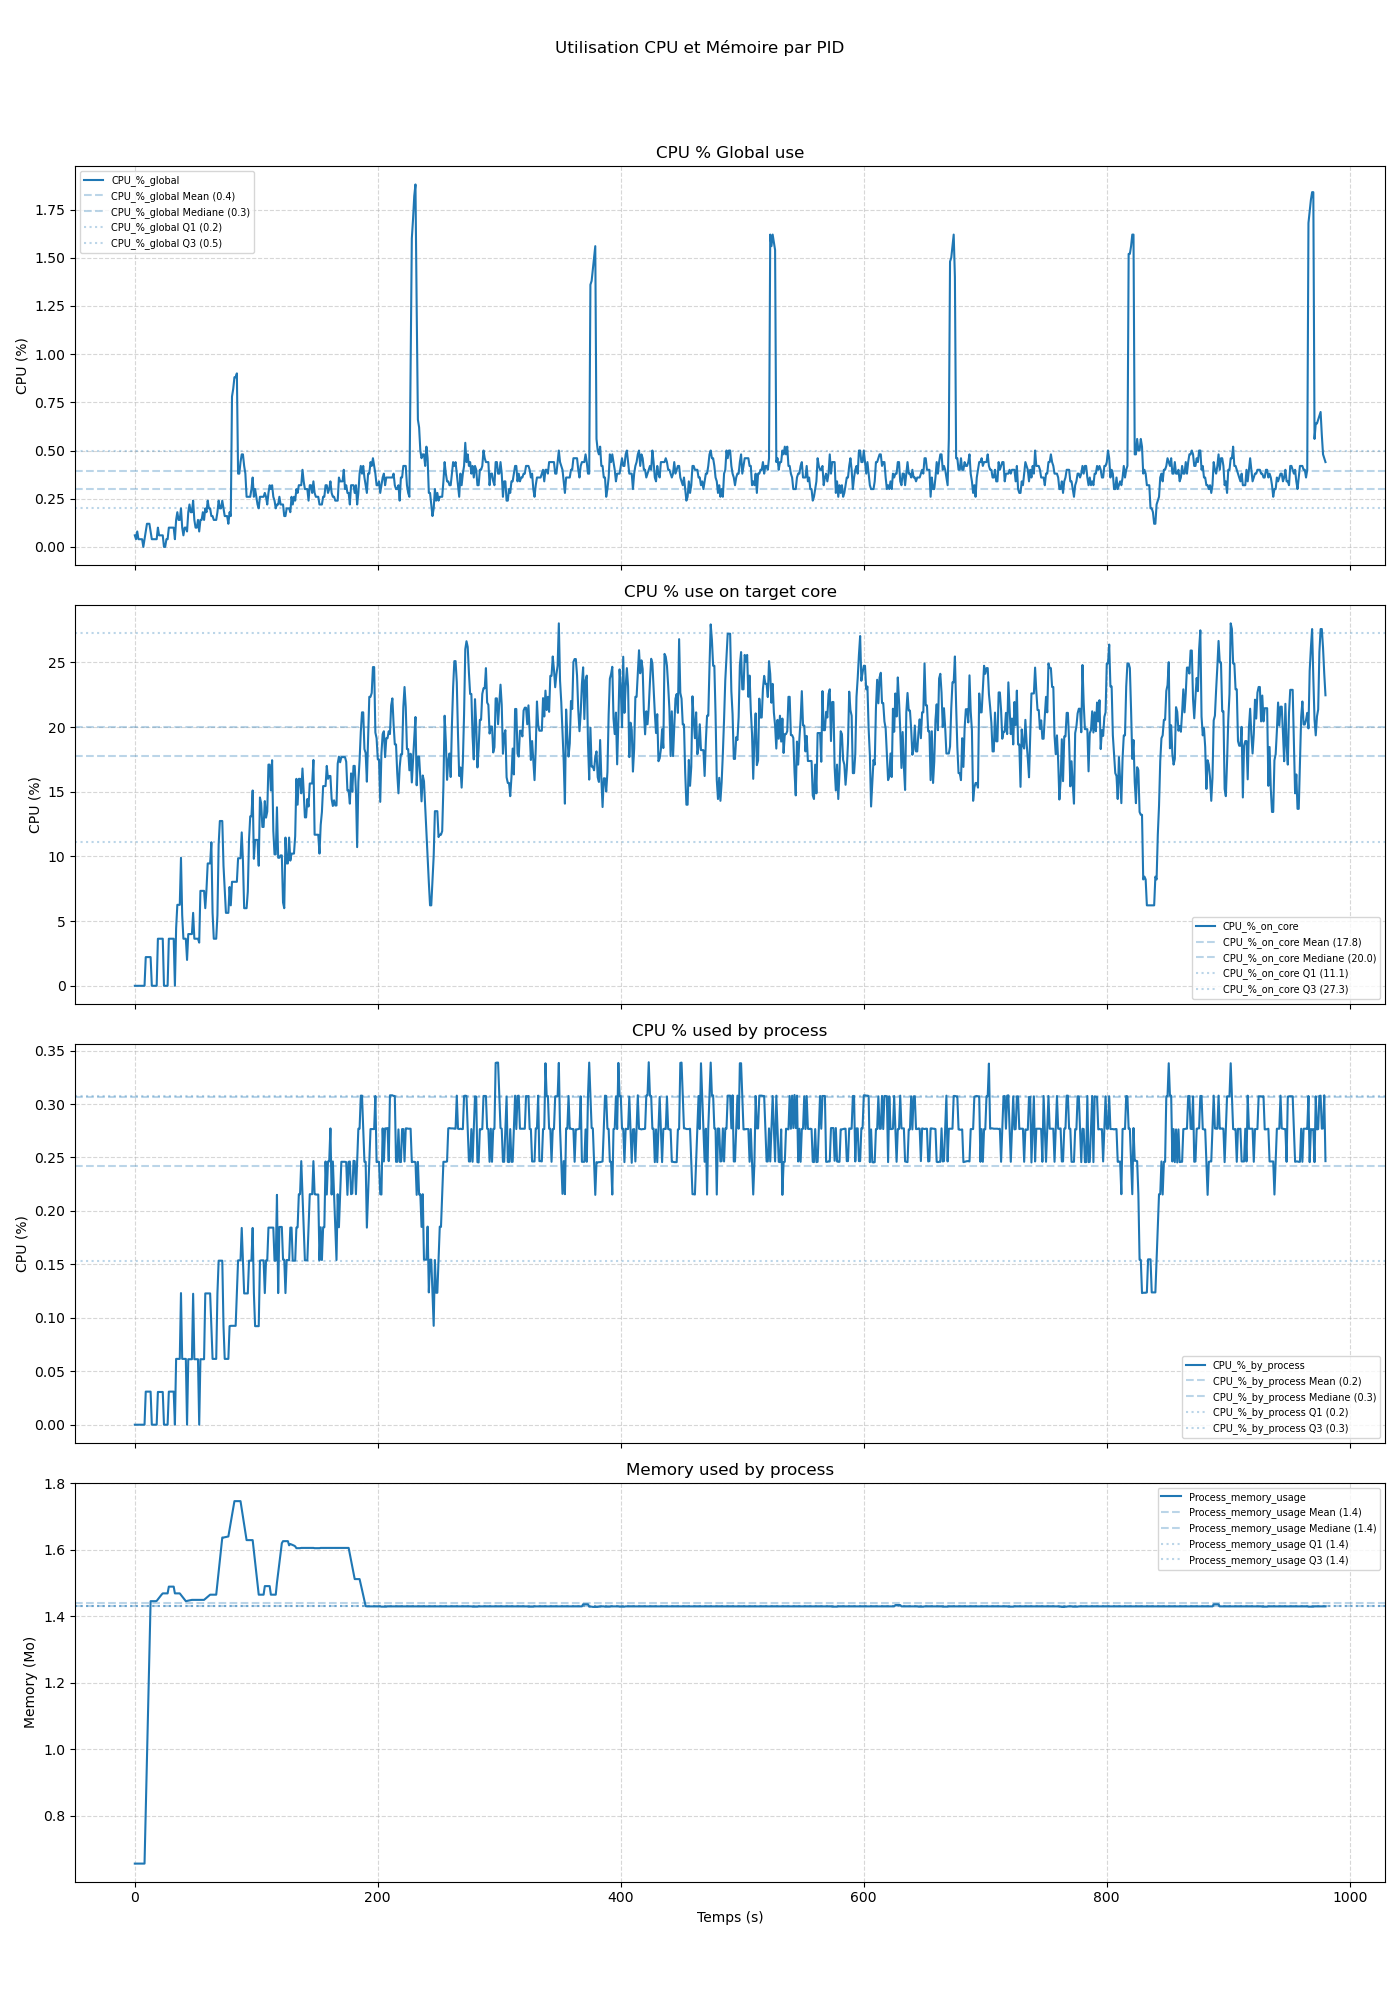 Utilisation CPU et Mémoire par PID
CPU % Global use
CPU (%)
1.75
1.50
1.25
1.00
0.75
0.50
0.25
0.00
CPU_%_global
CPU_%_global Mean (0.4)
CPU_%_global Mediane (0.3)
CPU_%_global Q1 (0.2)
CPU_%_global Q3 (0.5)
CPU % use on target core
CPU (%)
25
20
15
10
5
0
CPU_%_on_core
CPU_%_on_core Mean (17.8)
CPU_%_on_core Mediane (20.0)
CPU_%_on_core Q1 (11.1)
CPU_%_on_core Q3 (27.3)
CPU % used by process
CPU (%)
0.35
0.30
0.25
0.20
0.15
0.10
0.05
0.00
CPU_%_by_process
CPU_%_by_process Mean (0.2)
CPU_%_by_process Mediane (0.3)
CPU_%_by_process Q1 (0.2)
CPU_%_by_process Q3 (0.3)
Memory used by process
Memory (Mo)
1.8
1.6
1.4
1.2
1.0
0.8
Process_memory_usage
Process_memory_usage Mean (1.4)
Process_memory_usage Mediane (1.4)
Process_memory_usage Q1 (1.4)
Process_memory_usage Q3 (1.4)
0
200
400
600
800
1000
Temps (s)